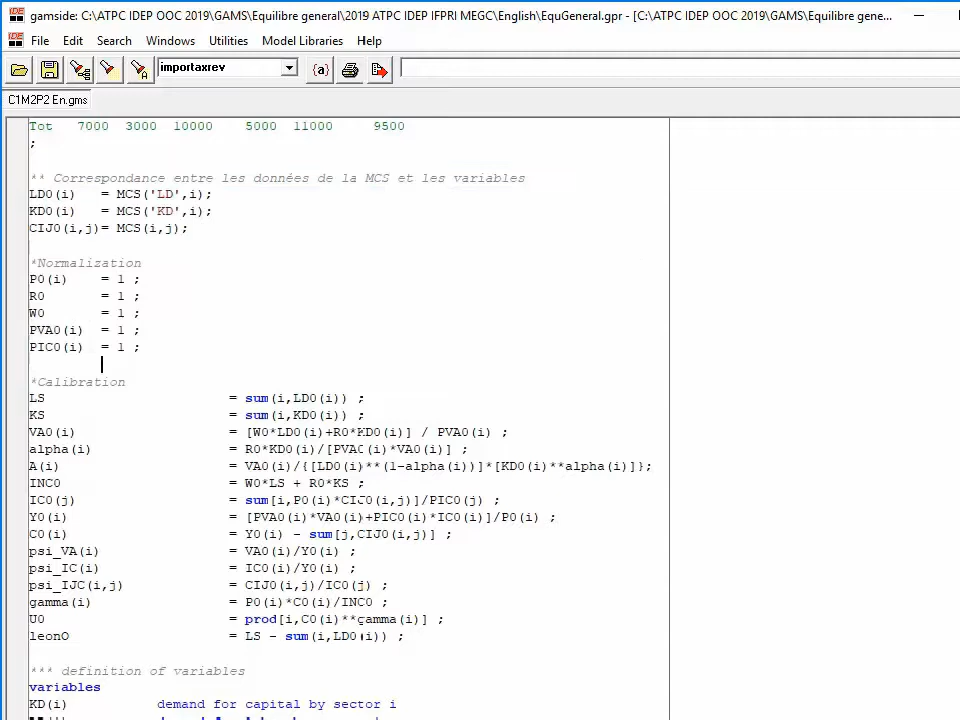 gamside: C:\ATPC IDEP OOC 2019\GAMS\Equilibre general\2019 ATPC IDEP IFPRI MEGC\English\EquGeneral.gpr - [C:\ATPC IDEP OOC 2019\GAMS\Equilibre gene...
IDE File Edit Search Windows Utilities Model Libraries Help
importaxrev {a}
C1M2P2 En.gms
Tot 7000 3000 10000 5000 11000 9500
;
** Correspondance entre les données de la MCS et les variables
LD0(i) = MCS('LD',i);
KD0(i) = MCS('KD',i);
CIJ0(i,j)= MCS(i,j);
*Normalization
P0(i) = 1 ;
R0 = 1 ;
W0 = 1 ;
PVA0(i) = 1 ;
PIC0(i) = 1 ;
*Calibration
LS = sum(i,LD0(i)) ;
KS = sum(i,KD0(i)) ;
VA0(i) = [W0*LD0(i)+R0*KD0(i)] / PVA0(i) ;
alpha(i) = R0*KD0(i)/[PVA0(i)*VA0(i)] ;
A(i) = VA0(i)/{[LD0(i)**(1-alpha(i))]*[KD0(i)**alpha(i)]};
INC0 = W0*LS + R0*KS ;
IC0(j) = sum[i,P0(i)*CIJ0(i,j)]/PIC0(j) ;
Y0(i) = [PVA0(i)*VA0(i)+PIC0(i)*IC0(i)]/P0(i) ;
C0(i) = Y0(i) - sum[j,CIJ0(i,j)] ;
psi_VA(i) = VA0(i)/Y0(i) ;
psi_IC(i) = IC0(i)/Y0(i) ;
psi_IJC(i,j) = CIJ0(i,j)/IC0(j) ;
gamma(i) = P0(i)*C0(i)/INC0 ;
U0 = prod[i,C0(i)**gamma(i)] ;
leonO = LS - sum(i,LD0(i)) ;
*** definition of variables
variables
KD(i) demand for capital by sector i